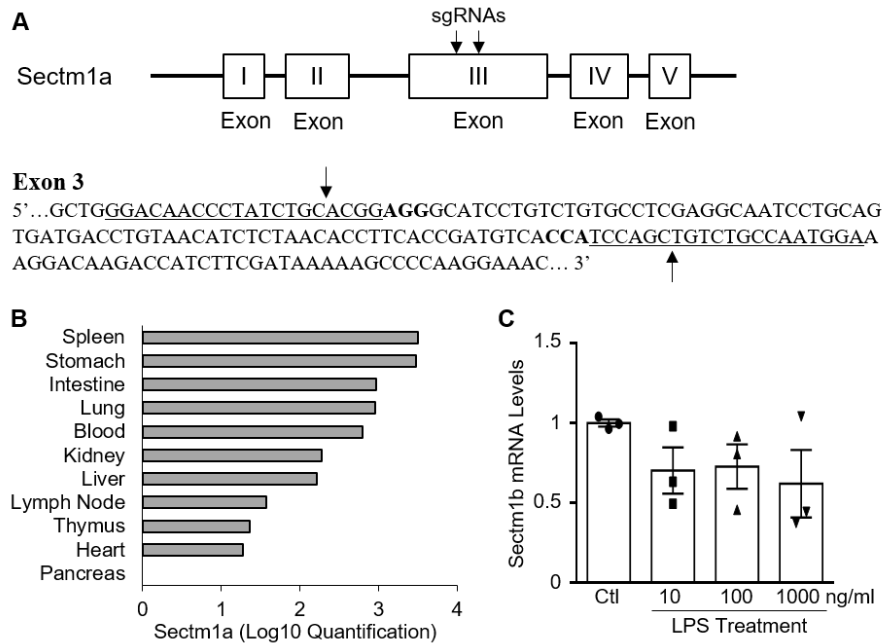 A
sgRNAs
Sectm1a
I II III IV V
Exon Exon Exon Exon Exon
Exon 3
5’…GCTGGGACAACCCTATCTGCACGGAGGGCATCCTGTCTGTGCCTCGAGGCAATCCTGCAG
TGATGACCTGTAACATCTCTAACACCTTCACCGATGTCACCATCCAGCTGTCTGCCAATGGAA
AGGACAAGACCATCTTCGATAAAAAGCCCCAAGGAAAC… 3’
B
Spleen
Stomach
Intestine
Lung
Blood
Kidney
Liver
Lymph Node
Thymus
Heart
Pancreas
0 1 2 3 4
Sectm1a (Log10 Quantification)
C
Sectm1b mRNA Levels
1.5
1
0.5
0
Ctl 10 100 1000 ng/ml
LPS Treatment